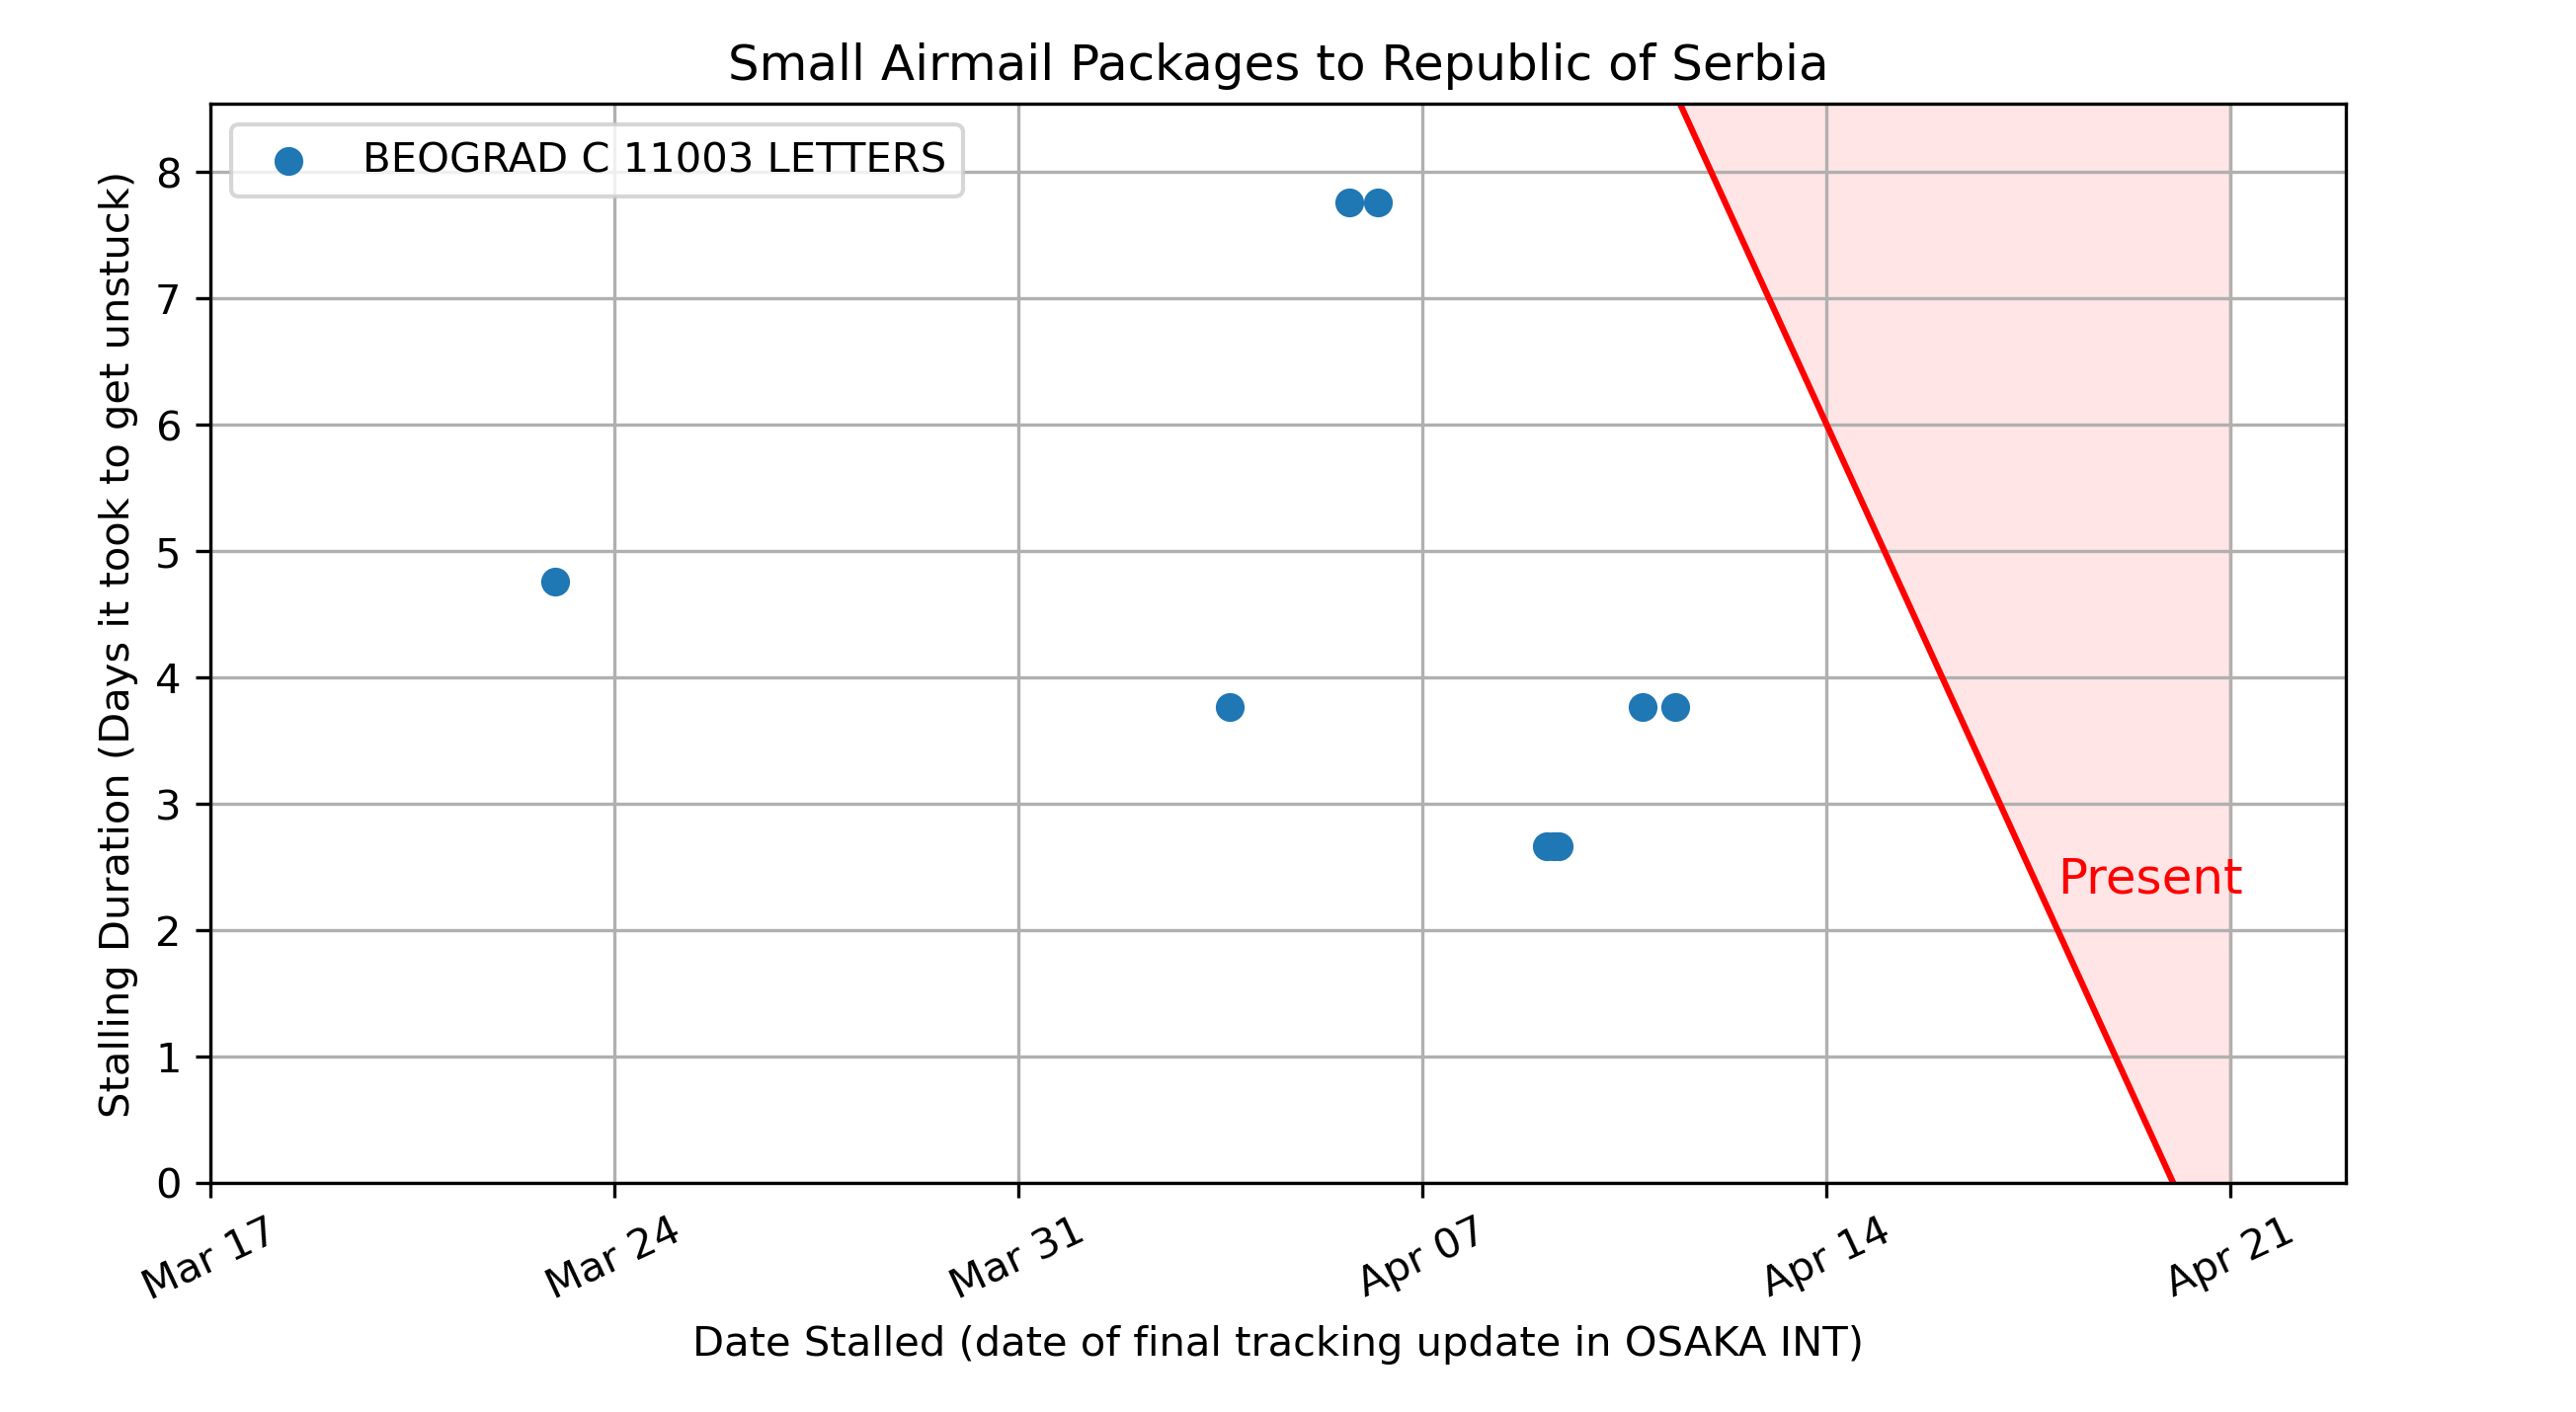 Small Airmail Packages to Republic of Serbia
BEOGRAD C 11003 LETTERS
Stalling Duration (Days it took to get unstuck)
8
7
6
5
4
3
2
1
0
Present
Mar 17
Mar 24
Mar 31
Apr 07
Apr 14
Apr 21
Date Stalled (date of final tracking update in OSAKA INT)